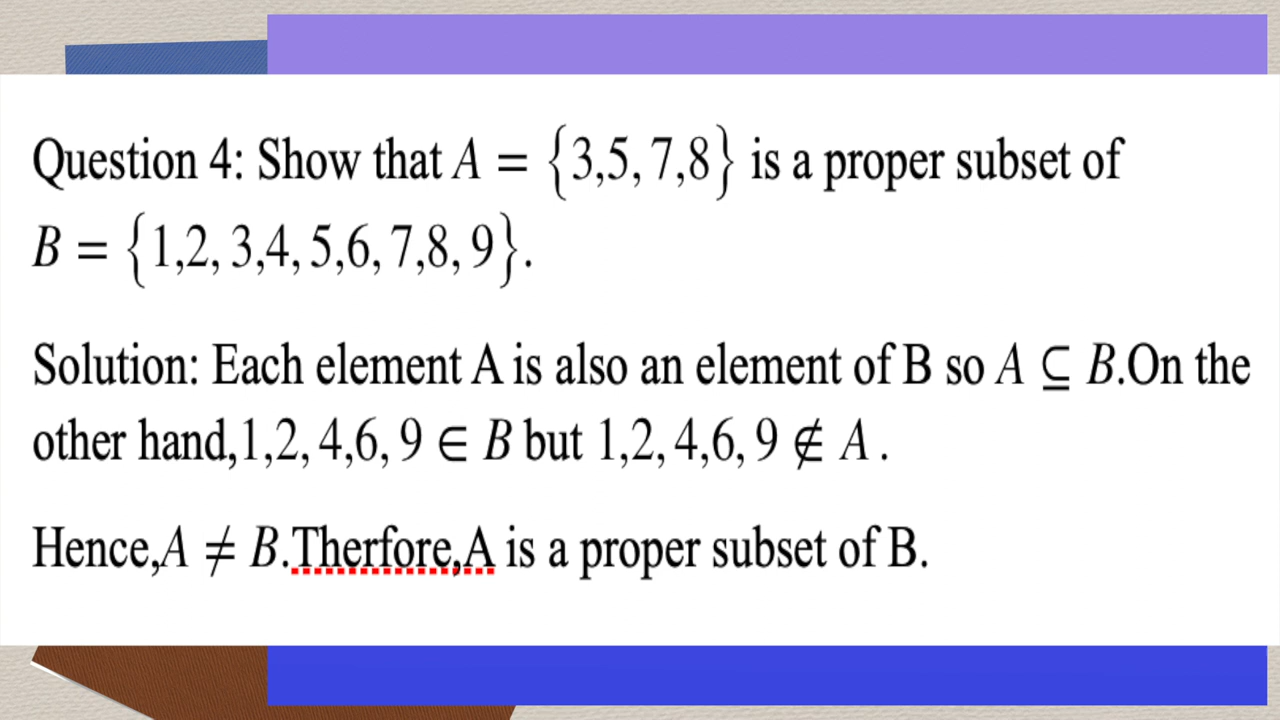 Question 4: Show that A = {3,5, 7,8} is a proper subset of
B = {1,2, 3,4, 5,6, 7,8, 9}.
Solution: Each element A is also an element of B so A ⊆ B.On the
other hand,1,2, 4,6, 9 ∈ B but 1,2, 4,6, 9 ∉ A .
Hence,A ≠ B.Therfore,A is a proper subset of B.